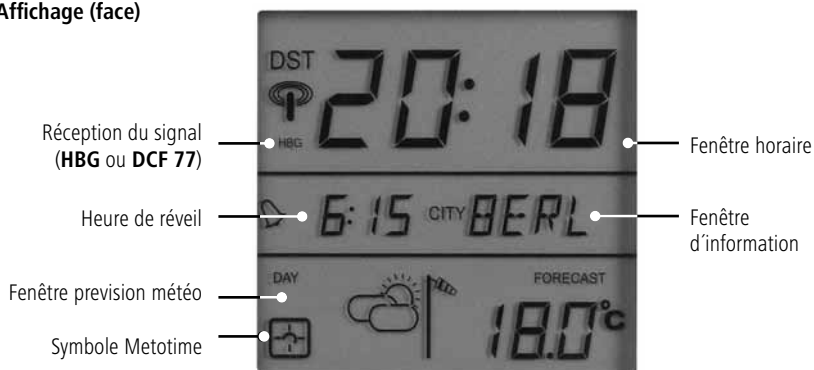 Affichage (face)
DST
20:18
HBG
Réception du signal
(HBG ou DCF 77)
Fenêtre horaire
6:15 CITY BERL
Heure de réveil
Fenêtre
d´information
DAY
FORECAST
18.0°c
Fenêtre prevision météo
Symbole Metotime